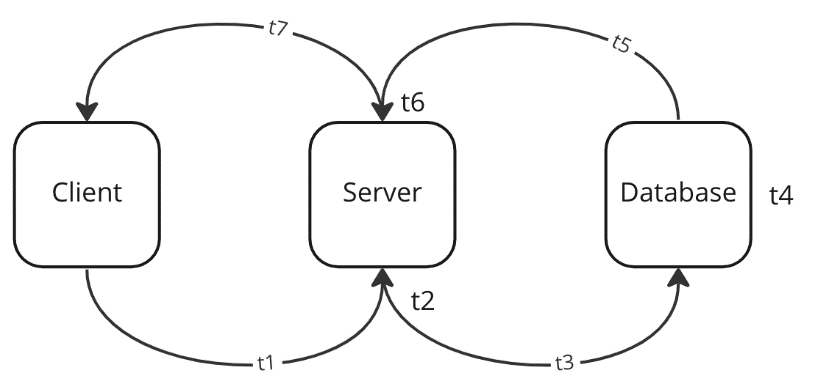 t7
t5
t6
Client
Server
Database
t4
t2
t1
t3